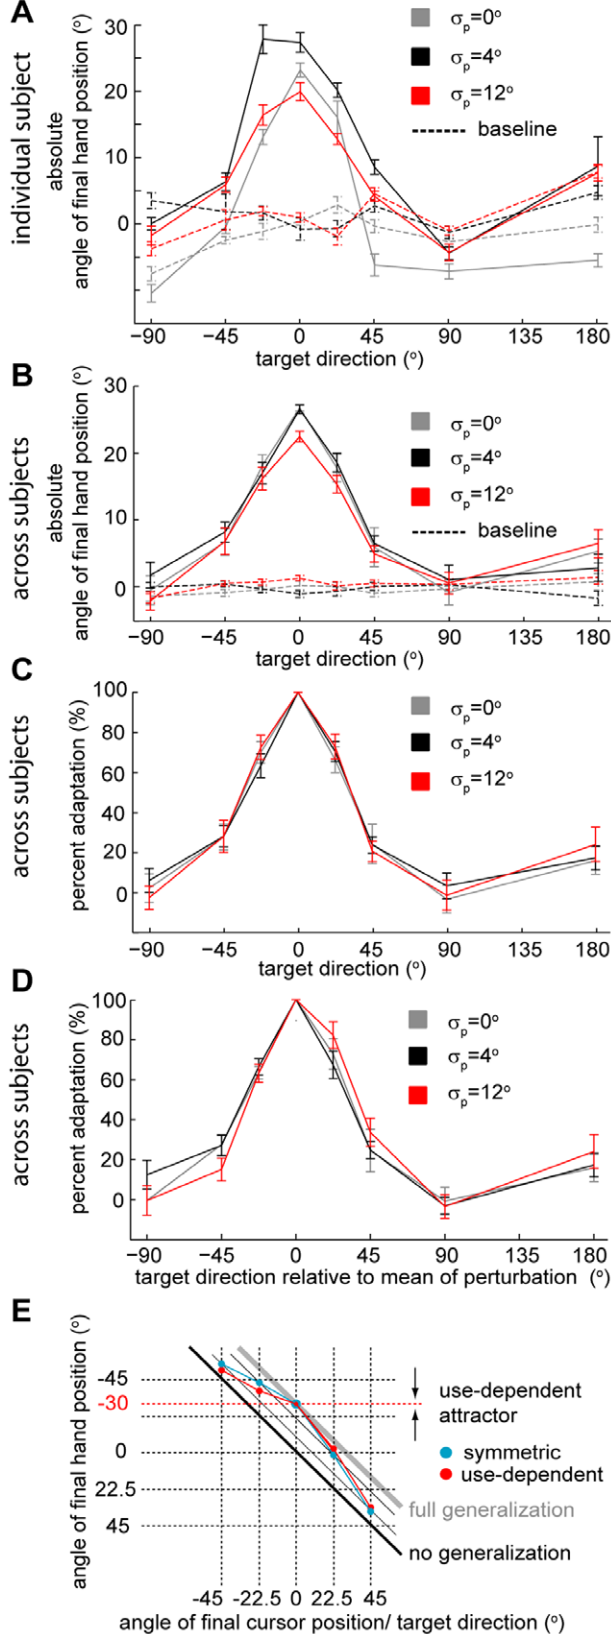 A
individual subject
absolute
angle of final hand position (°)
30
20
10
0
σp=0°
σp=4°
σp=12°
baseline
−90 −45 0 45 90 135 180
target direction (°)
B
across subjects
absolute
angle of final hand position (°)
30
20
10
0
σp=0°
σp=4°
σp=12°
baseline
−90 −45 0 45 90 135 180
target direction (°)
C
across subjects
percent adaptation (%)
100
80
60
40
20
0
σp=0°
σp=4°
σp=12°
−90 −45 0 45 90 135 180
target direction (°)
D
across subjects
percent adaptation (%)
100
80
60
40
20
0
σp=0°
σp=4°
σp=12°
−90 −45 0 45 90 135 180
target direction relative to mean of perturbation (°)
E
angle of final hand position (°)
-45
-30
0
22.5
45
use-dependent
attractor
symmetric
use-dependent
full generalization
no generalization
-45 -22.5 0 22.5 45
angle of final cursor position/ target direction (°)